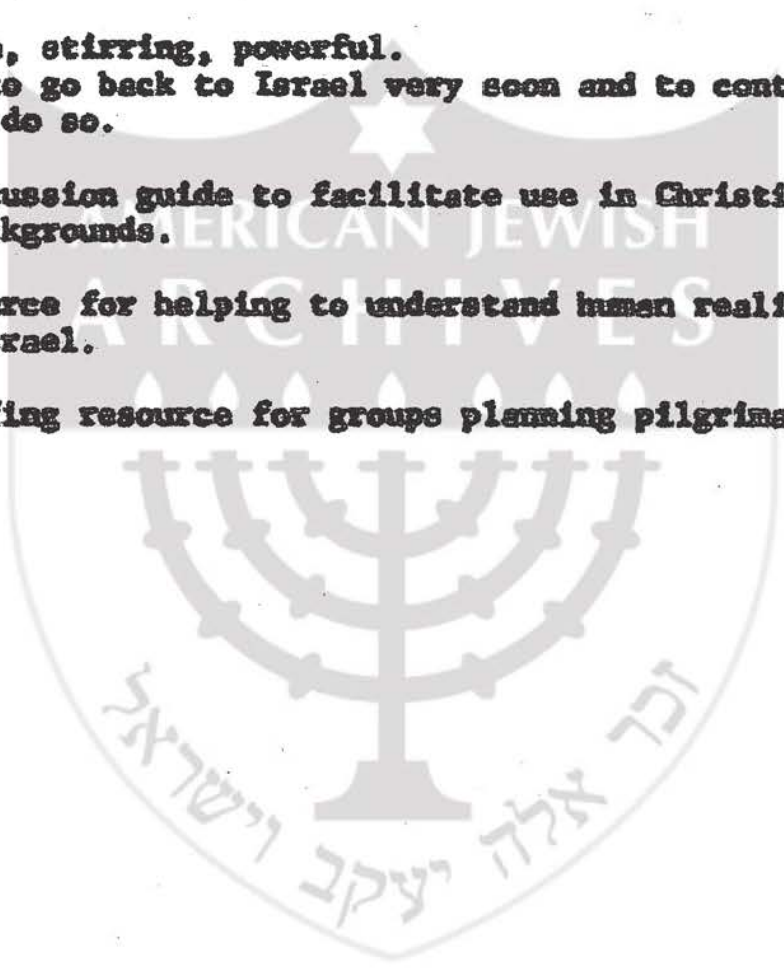 , stirring, powerful.
to go back to Israel very soon and to cont
do so.
cussion guide to facilitate use in Christi
kgrounds.
AMERICAN JEWISH
rce for helping to understand human reali
rael.
ARCHIVES
ing resource for groups planning pilgrima
זכר אלה יעקב וישראל